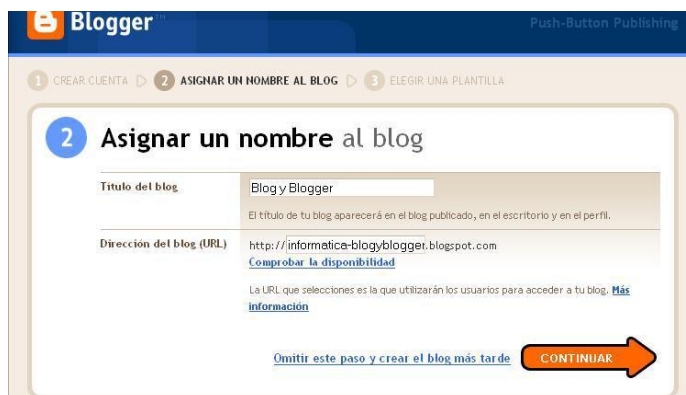 Blogger™
Push-Button Publishing
1 CREAR CUENTA 2 ASIGNAR UN NOMBRE AL BLOG 3 ELEGIR UNA PLANTILLA
2 Asignar un nombre al blog
Título del blog
Blog y Blogger
El título de tu blog aparecerá en el blog publicado, en el escritorio y en el perfil.
Dirección del blog (URL)
http://informatica-blogyblogger.blogspot.com
Comprobar la disponibilidad
La URL que selecciones es la que utilizarán los usuarios para acceder a tu blog. Más
información
Omitir este paso y crear el blog más tarde
CONTINUAR